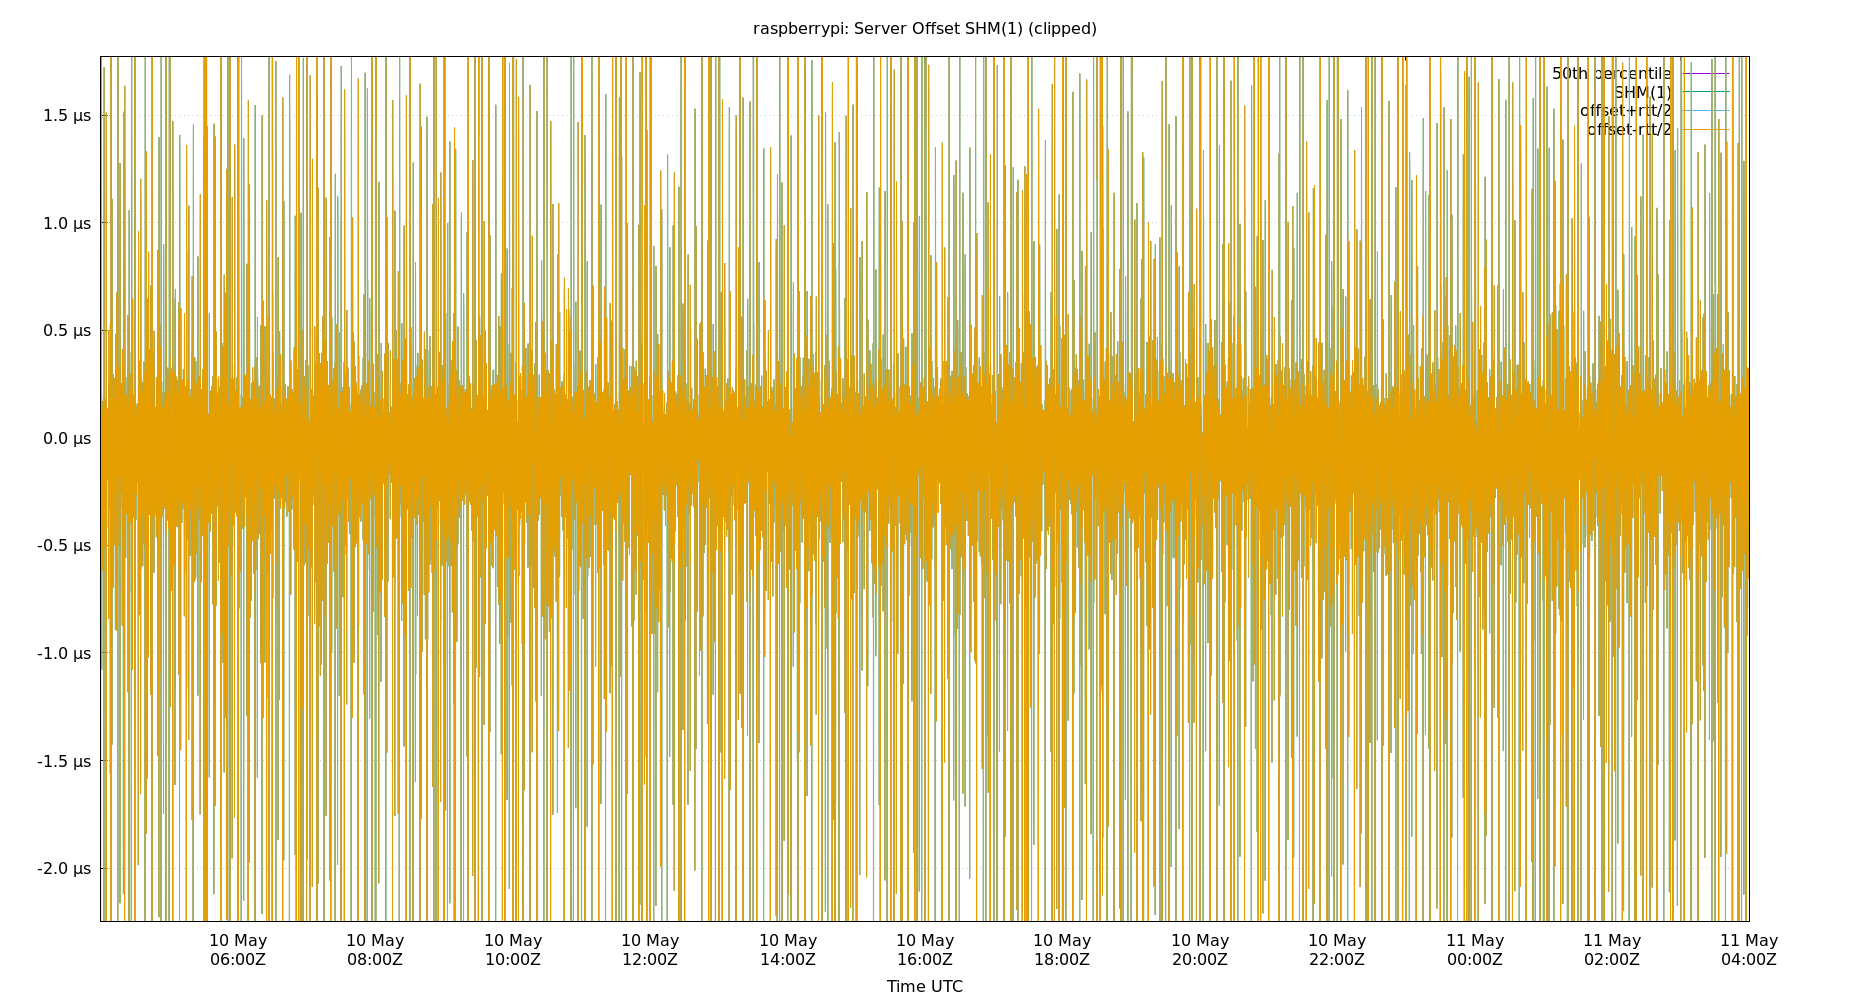 raspberrypi: Server Offset SHM(1) (clipped)
50th percentile
SHM(1)
offset+rtt/2
offset-rtt/2
1.5 µs
1.0 µs
0.5 µs
0.0 µs
-0.5 µs
-1.0 µs
-1.5 µs
-2.0 µs
10 May 10 May 10 May 10 May 10 May 10 May 10 May 10 May 10 May 11 May 11 May 11 May
06:00Z 08:00Z 10:00Z 12:00Z 14:00Z 16:00Z 18:00Z 20:00Z 22:00Z 00:00Z 02:00Z 04:00Z
Time UTC